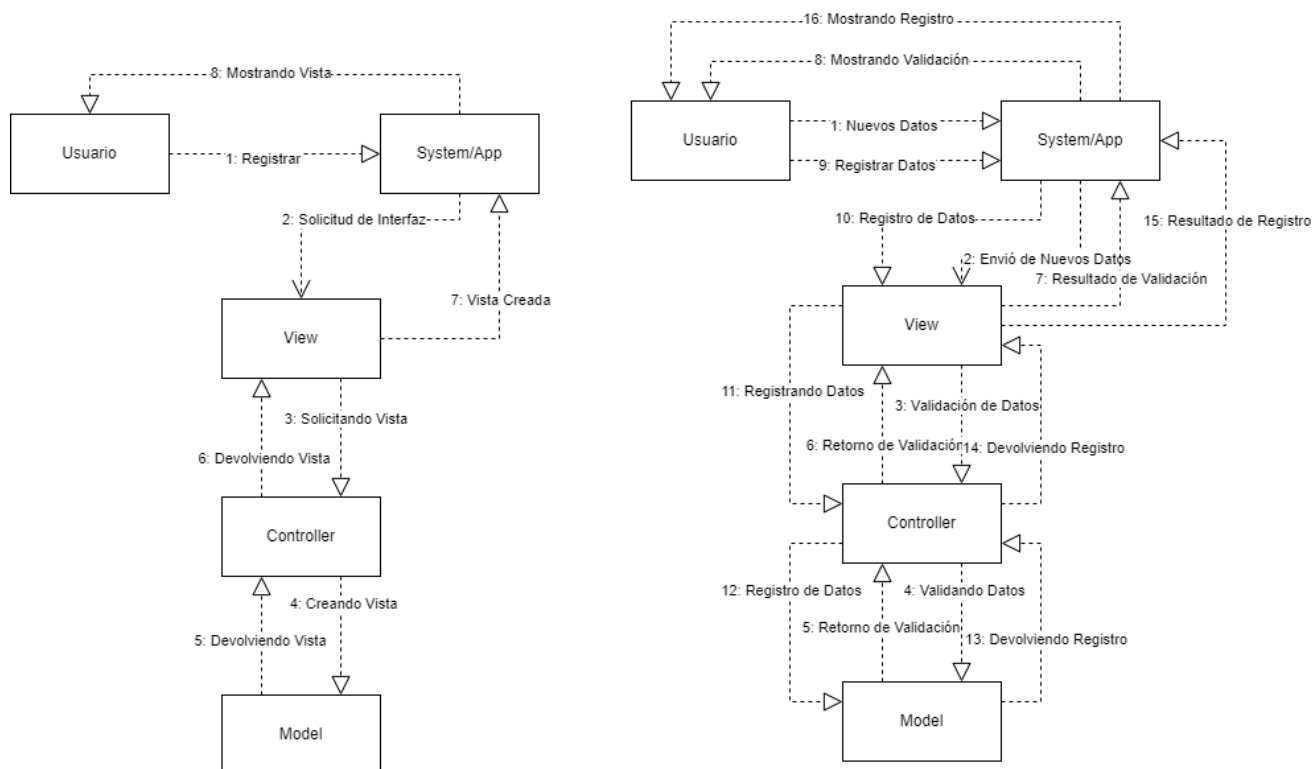 8: Mostrando Vista
Usuario
System/App
1: Registrar
2: Solicitud de Interfaz
7: Vista Creada
View
3: Solicitando Vista
6: Devolviendo Vista
Controller
4: Creando Vista
5: Devolviendo Vista
Model
16: Mostrando Registro
8: Mostrando Validación
Usuario
System/App
1: Nuevos Datos
9: Registrar Datos
10: Registro de Datos
15: Resultado de Registro
2: Envió de Nuevos Datos
7: Resultado de Validación
View
11: Registrando Datos
3: Validación de Datos
6: Retorno de Validación
14: Devolviendo Registro
Controller
12: Registro de Datos
4: Validando Datos
5: Retorno de Validación
13: Devolviendo Registro
Model